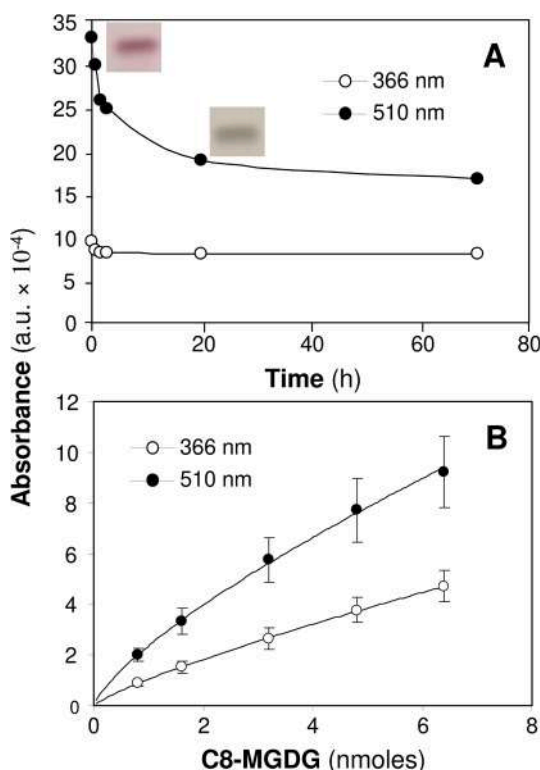 Absorbance (a.u. × 10⁻⁴)
A
366 nm
510 nm
35
30
25
20
15
10
5
0
0 20 40 60 80
Time (h)
B
366 nm
510 nm
12
10
8
6
4
2
0
0 2 4 6 8
C8-MGDG (nmoles)